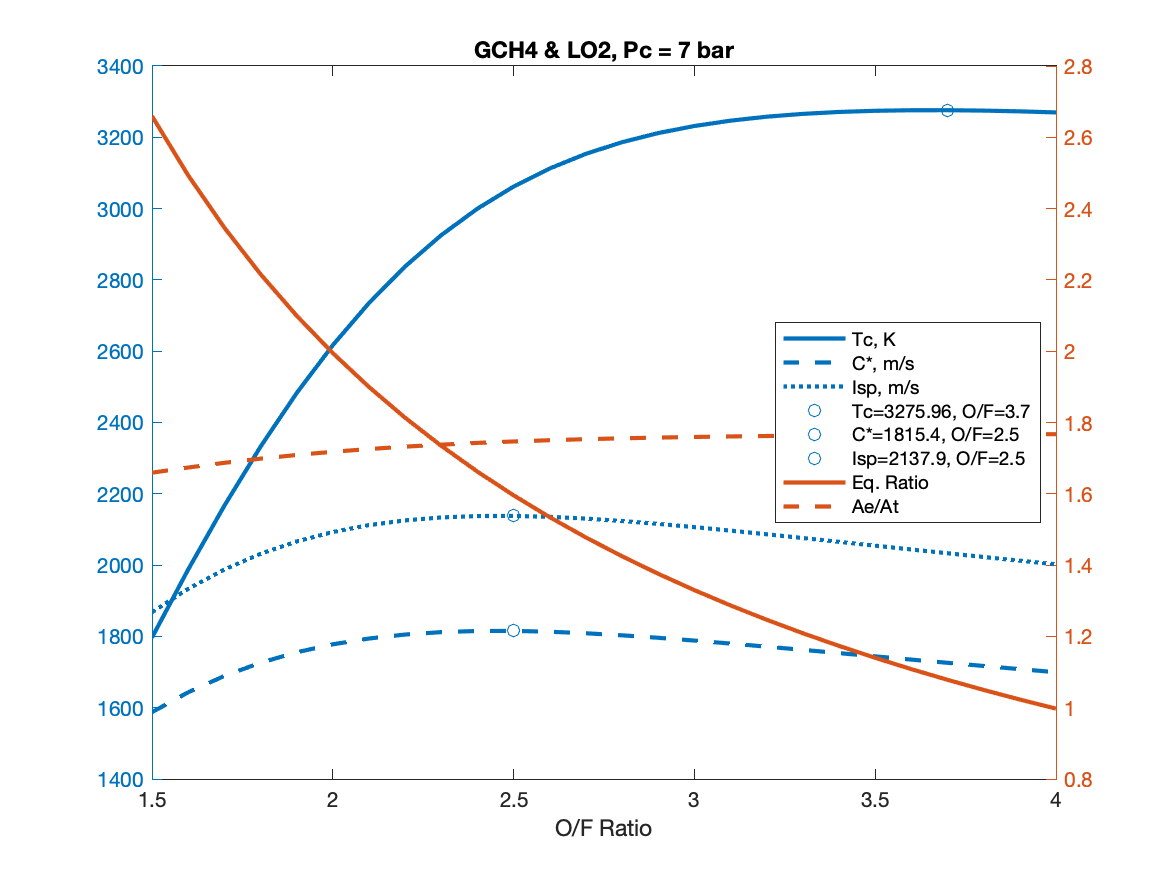 GCH4 & LO2, Pc = 7 bar
3400
3200
3000
2800
2600
2400
2200
2000
1800
1600
1400
2.8
2.6
2.4
2.2
2
1.8
1.6
1.4
1.2
1
0.8
Tc, K
C*, m/s
Isp, m/s
Tc=3275.96, O/F=3.7
C*=1815.4, O/F=2.5
Isp=2137.9, O/F=2.5
Eq. Ratio
Ae/At
1.5 2 2.5 3 3.5 4
O/F Ratio